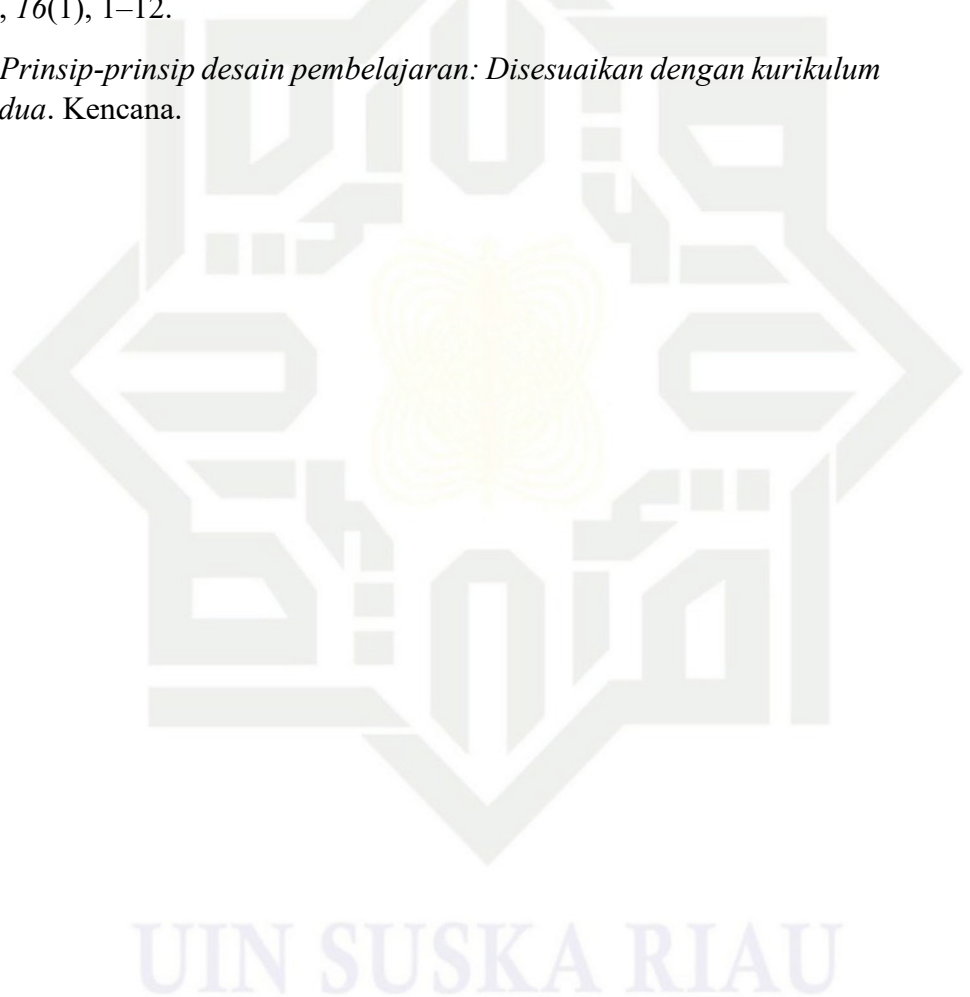 , 16(1), 1–12.
Prinsip-prinsip desain pembelajaran: Disesuaikan dengan kurikulum
dua. Kencana.
UIN SUSKA RIAU